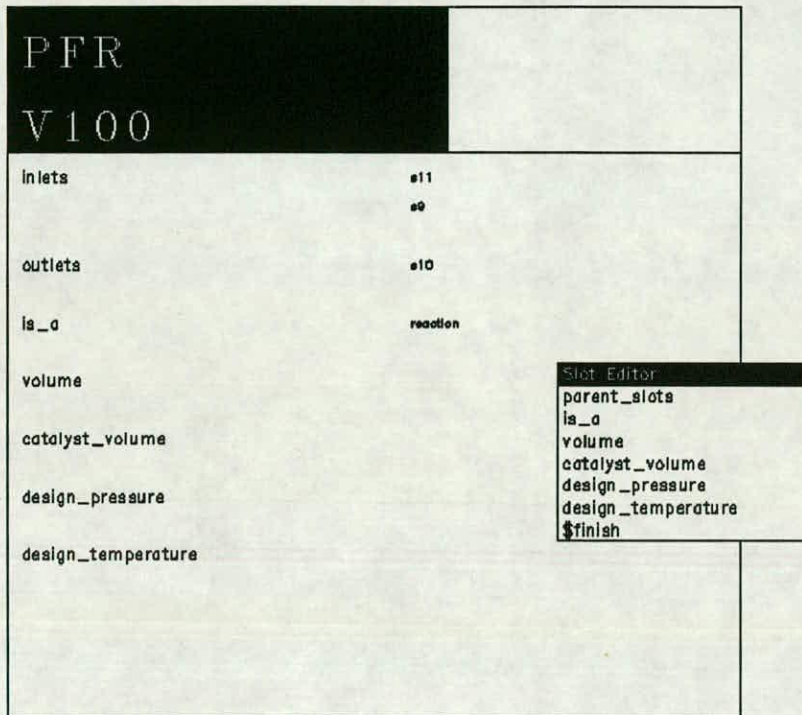 PFR
V100
inlets s11
s9
outlets s10
is_a reaction
volume
catalyst_volume
design_pressure
design_temperature
Slot Editor
parent_slots
is_a
volume
catalyst_volume
design_pressure
design_temperature
$finish